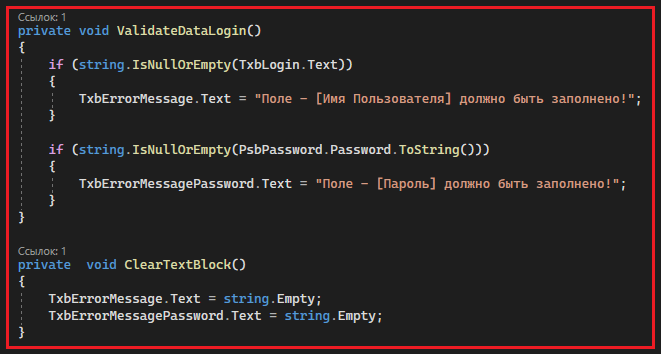 Ссылок: 1
private void ValidateDataLogin()
{
if (string.IsNullOrEmpty(TxbLogin.Text))
{
TxbErrorMessage.Text = "Поле - [Имя Пользователя] должно быть заполнено!";
}
if (string.IsNullOrEmpty(PsbPassword.Password.ToString()))
{
TxbErrorMessagePassword.Text = "Поле - [Пароль] должно быть заполнено!";
}
}
Ссылок: 1
private  void ClearTextBlock()
{
TxbErrorMessage.Text = string.Empty;
TxbErrorMessagePassword.Text = string.Empty;
}